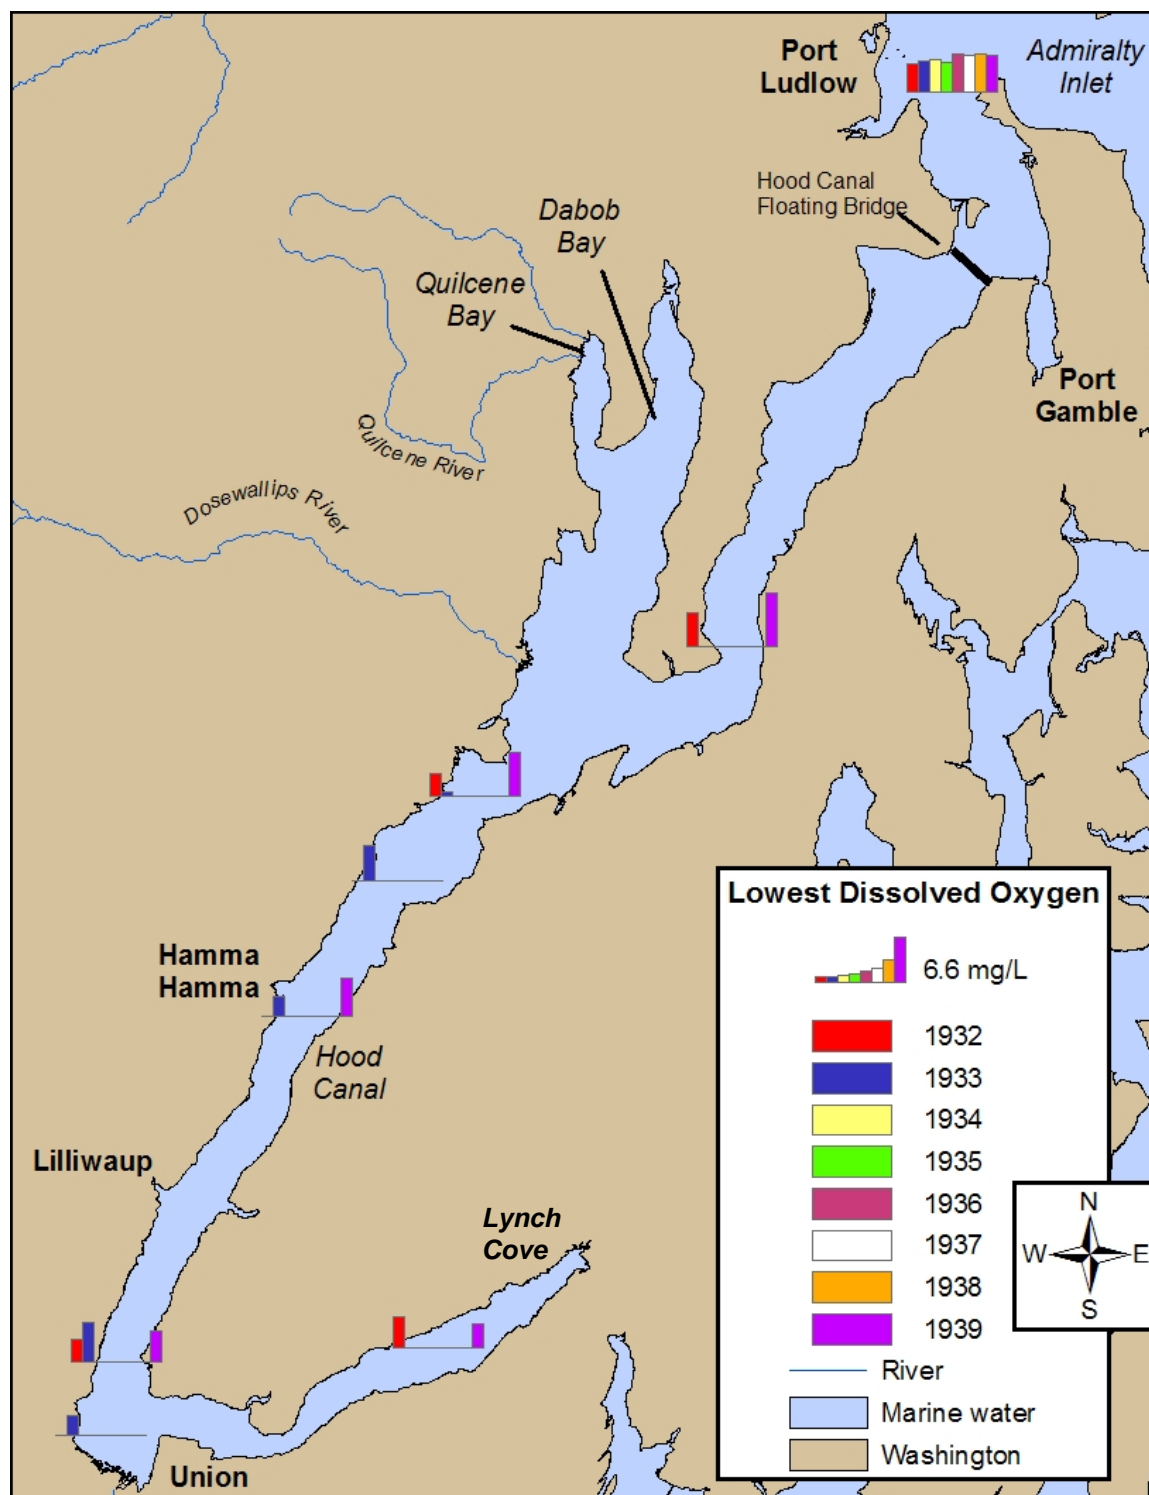 Port
Ludlow
Admiralty
Inlet
Hood Canal
Floating Bridge
Dabob
Bay
Quilcene
Bay
Port
Gamble
Quilcene River
Dosewallips River
Hamma
Hamma
Hood
Canal
Lilliwaup
Lynch
Cove
Union
Lowest Dissolved Oxygen
6.6 mg/L
1932
1933
1934
1935
1936
1937
1938
1939
River
Marine water
Washington
N
W E
S